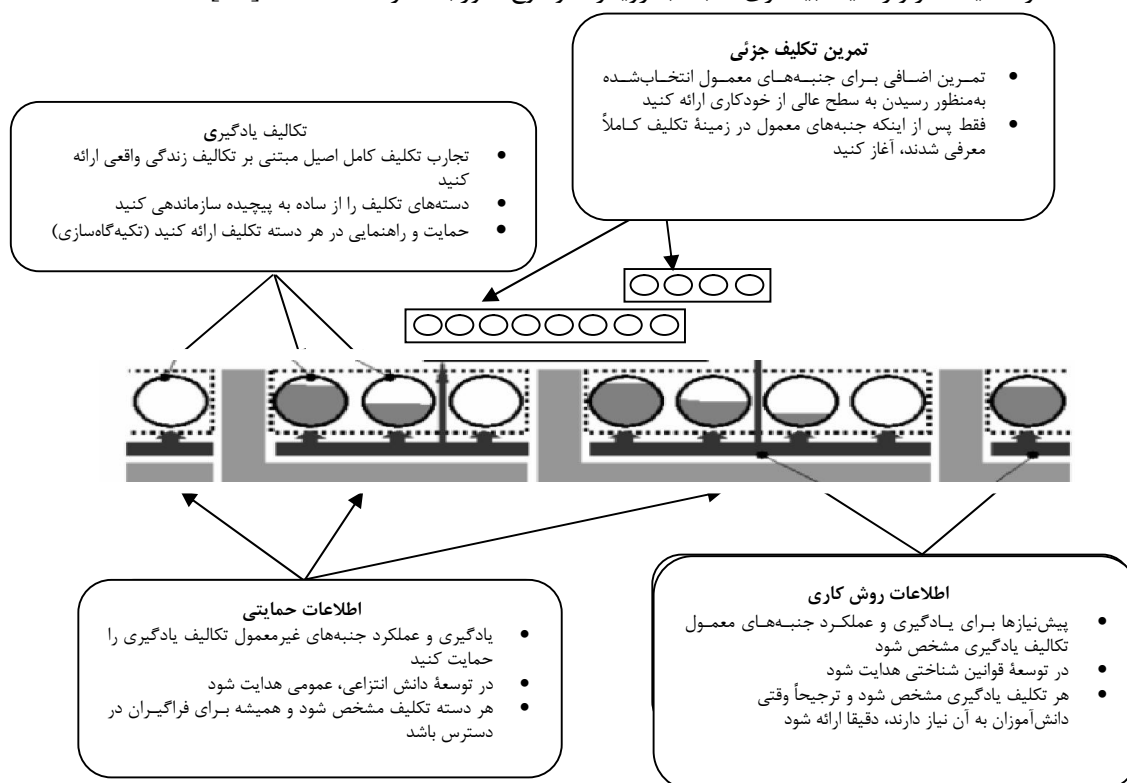 تمرین تکلیف جزئی
• تمرین اضافی برای جنبه‌های معمول انتخاب‌شده
به‌منظور رسیدن به سطح عالی از خودکاری ارائه کنید
• فقط پس از اینکه جنبه‌های معمول در زمینهٔ تکلیف کاملاً
معرفی شدند، آغاز کنید
تکالیف یادگیری
• تجارب تکلیف کامل اصیل مبتنی بر تکالیف زندگی واقعی ارائه
کنید
• دسته‌های تکلیف را از ساده به پیچیده سازماندهی کنید
• حمایت و راهنمایی در هر دسته تکلیف ارائه کنید (تکیه‌گاه‌سازی)
اطلاعات روش کاری
• پیش‌نیازها برای یادگیری و عملکرد جنبه‌های معمول
تکالیف یادگیری مشخص شود
• در توسعهٔ قوانین شناختی هدایت شود
• هر تکلیف یادگیری مشخص شود و ترجیحاً وقتی
دانش‌آموزان به آن نیاز دارند، دقیقا ارائه شود
اطلاعات حمایتی
• یادگیری و عملکرد جنبه‌های غیرمعمول تکالیف یادگیری را
حمایت کنید
• در توسعهٔ دانش انتزاعی، عمومی هدایت شود
• هر دسته تکلیف مشخص شود و همیشه برای فراگیران در
دسترس باشد